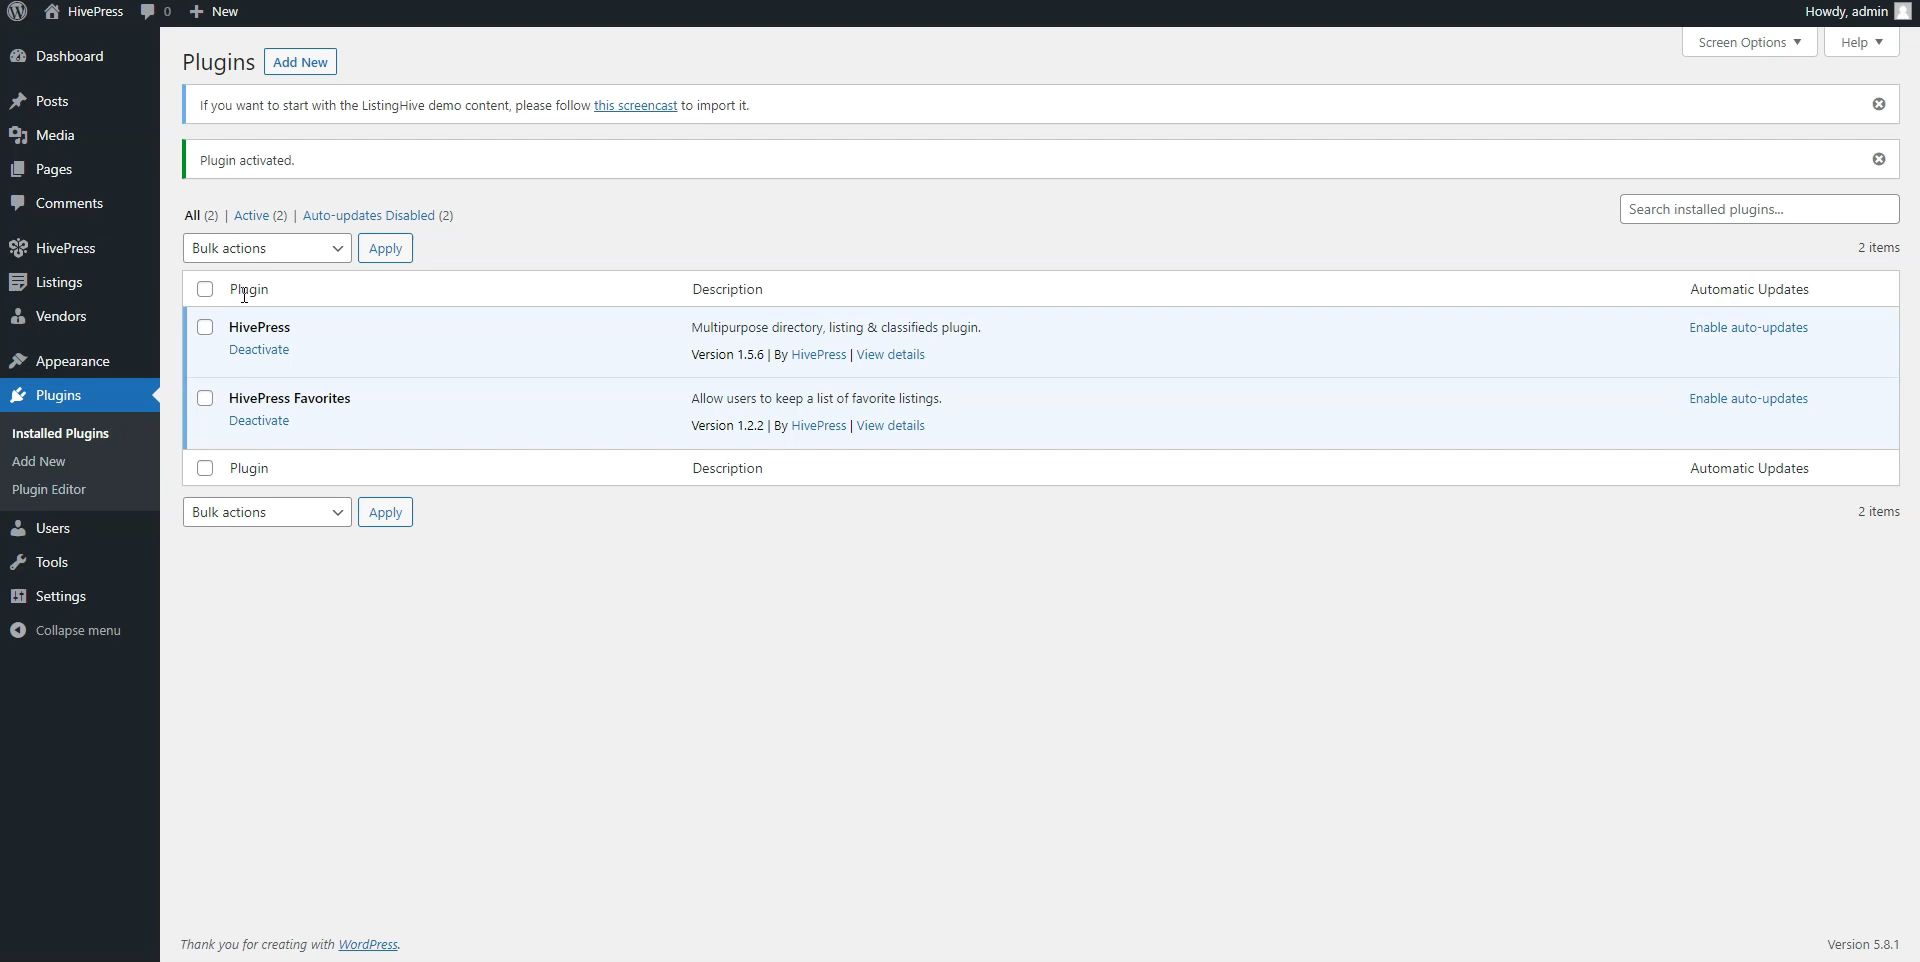 HivePress 0 New Howdy, admin
Screen Options Help
Dashboard
Posts
Media
Pages
Comments
HivePress
Listings
Vendors
Appearance
Plugins
Installed Plugins
Add New
Plugin Editor
Users
Tools
Settings
Collapse menu
Plugins Add New
If you want to start with the ListingHive demo content, please follow this screencast to import it.
Plugin activated.
All (2) | Active (2) | Auto-updates Disabled (2)
Search installed plugins...
Bulk actions Apply 2 items
Plugin Description Automatic Updates
HivePress Multipurpose directory, listing & classifieds plugin. Enable auto-updates
Deactivate Version 1.5.6 | By HivePress | View details
HivePress Favorites Allow users to keep a list of favorite listings. Enable auto-updates
Deactivate Version 1.2.2 | By HivePress | View details
Plugin Description Automatic Updates
Bulk actions Apply 2 items
Thank you for creating with WordPress. Version 5.8.1